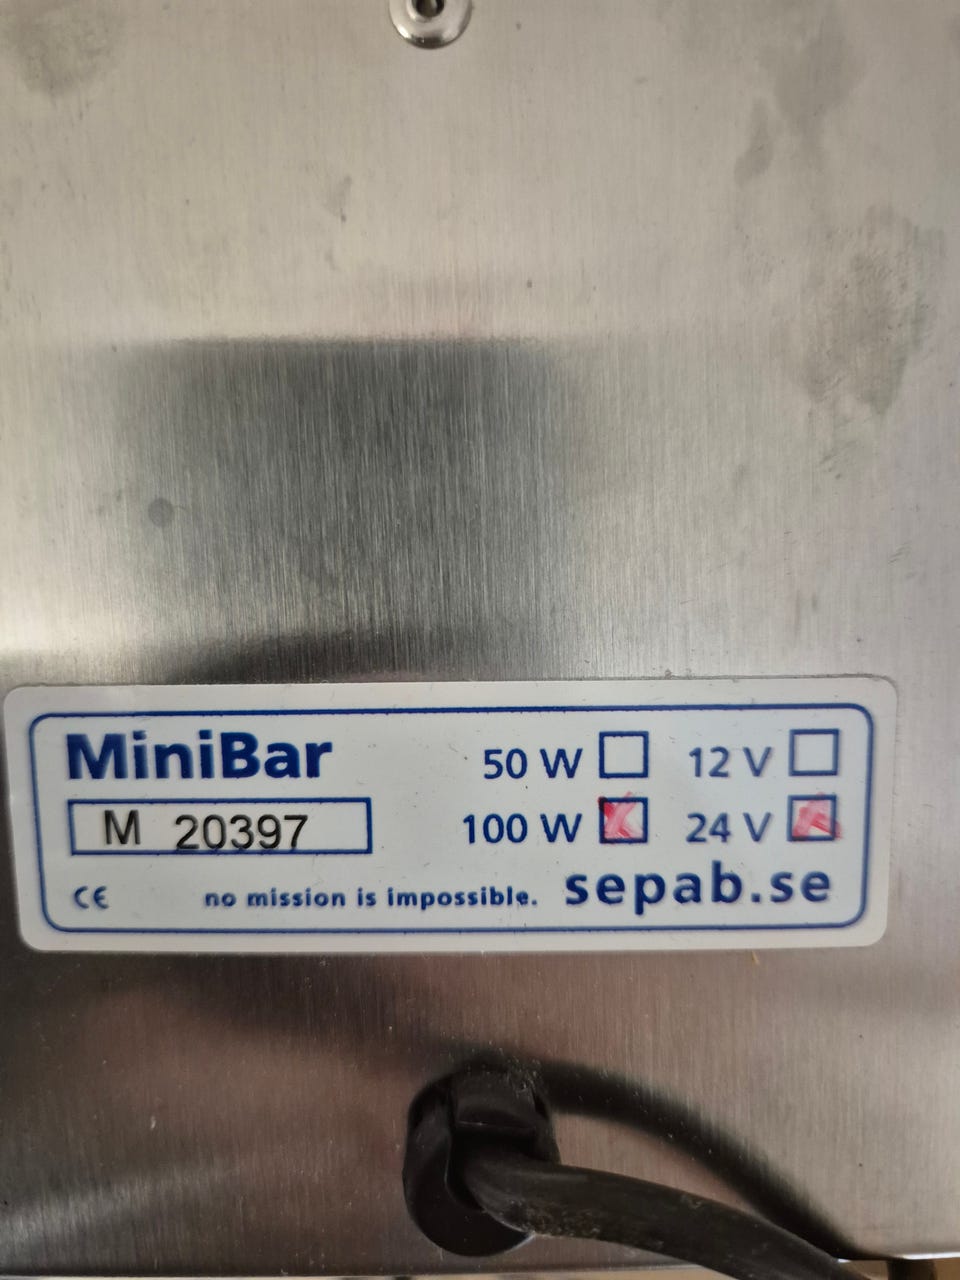 MiniBar
50 W 12 V
M 20397
100 W 24 V
CE no mission is impossible. sepab.se